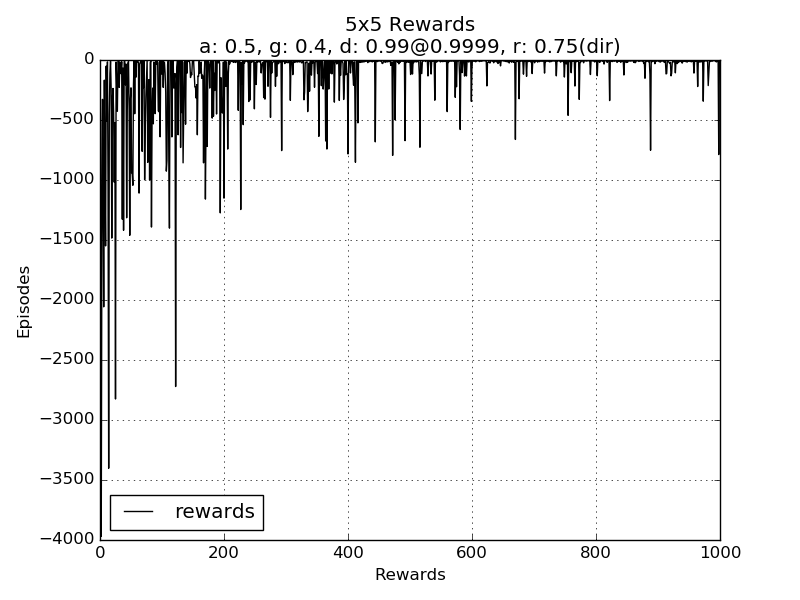 5x5 Rewards
a: 0.5, g: 0.4, d: 0.99@0.9999, r: 0.75(dir)
0
−500
−1000
−1500
−2000
−2500
−3000
−3500
−4000
Episodes
rewards
0 200 400 600 800 1000
Rewards